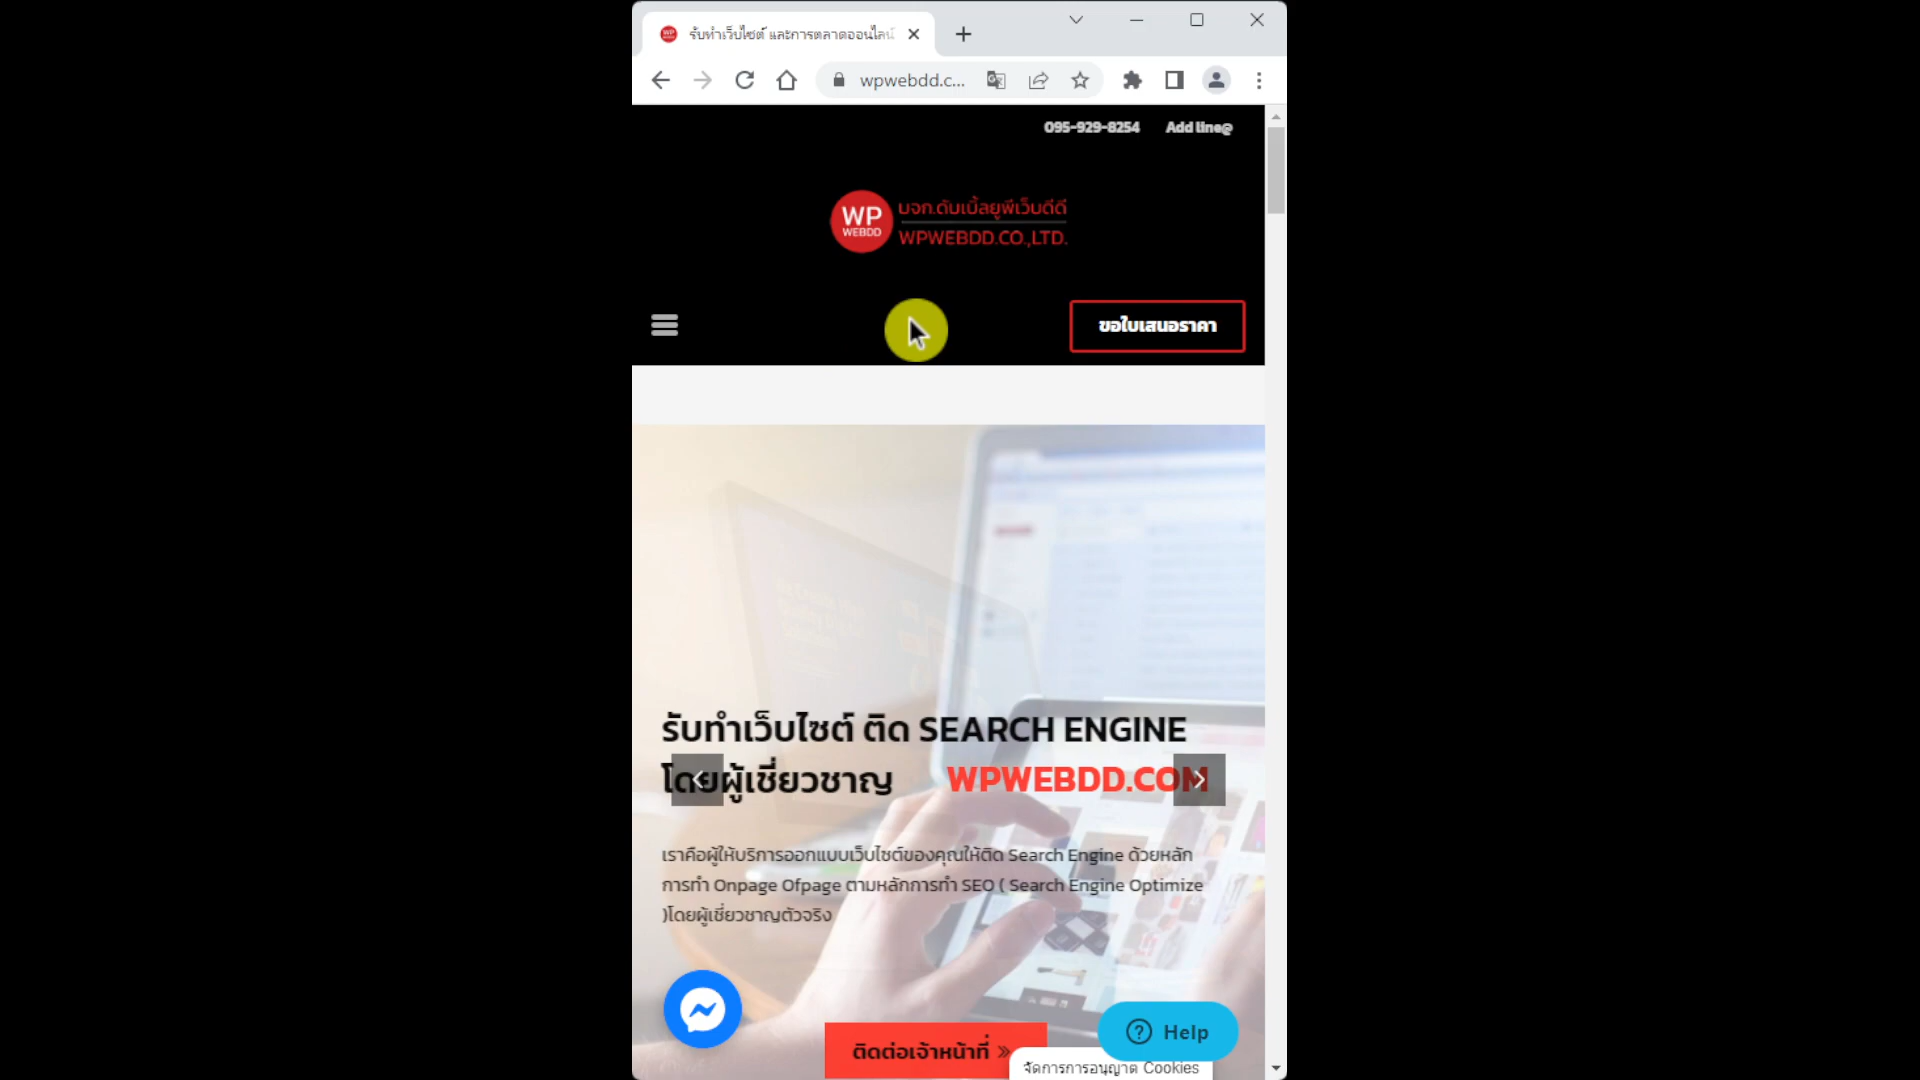 รับทำเว็บไซต์ และการตลาดออนไลน์
wpwebdd.c...
095-929-8254 Add line@
WP
WEBDD
บจก.ดับเบิ้ลยูพีเว็บดีดี
WPWEBDD.CO.,LTD.
ขอใบเสนอราคา
รับทำเว็บไซต์ ติด SEARCH ENGINE
โดยผู้เชี่ยวชาญ WPWEBDD.COM
เราคือผู้ให้บริการออกแบบเว็บไซต์ของคุณให้ติด Search Engine ด้วยหลัก
การทำ Onpage Ofpage ตามหลักการทำ SEO ( Search Engine Optimize
)โดยผู้เชี่ยวชาญตัวจริง
Help
ติดต่อเจ้าหน้าที่ »
จัดการการอนุญาต Cookies